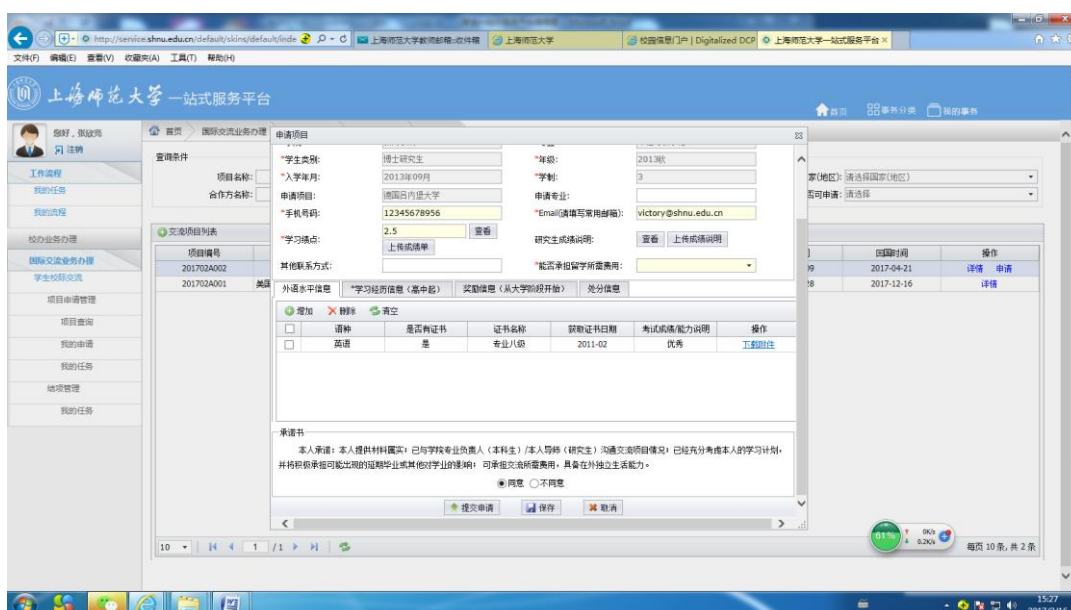 http://service.shnu.edu.cn/default/skins/default/inde
上海师范大学教师邮箱:收件箱
上海师范大学
校园信息门户 | Digitalized DCP
上海师范大学—站式服务平台
文件(F) 编辑(E) 查看(V) 收藏夹(A) 工具(T) 帮助(H)
上海师范大学 一站式服务平台
首页 事务分类 我的事务
注销
首页 国际交流业务办理
申请项目
工作流程
我的任务
我的流程
校办业务办理
国际交流业务办理
学生校际交流
项目申请管理
项目查询
我的申请
我的任务
结项管理
我的任务
查询条件
项目名称:
合作方名称:
家(地区): 请选择国家(地区)
否可申请: 请选择
*学生类别: 博士研究生 *年级: 2013秋
*入学年月: 2013年09月 *学制: 3
申请项目: 德国吕内堡大学 申请专业:
*手机号码: 12345678956 *Email(请填写常用邮箱): victory@shnu.edu.cn
*学习绩点: 2.5 查看 上传成绩单
研究生成绩说明: 查看 上传成绩说明
其他联系方式: *能否承担留学所需费用:
交流项目列表
项目编号 回国时间 操作
201702A002 2017-04-21 详情 申请
201702A001 美国 2017-12-16 详情
外语水平信息 *学习经历信息(高中起) 奖励信息(从大学阶段开始) 处分信息
增加 删除 清空
语种 是否有证书 证书名称 获取证书日期 考试成绩/能力说明 操作
英语 是 专业八级 2011-02 优秀 下载附件
承诺书
本人承诺:本人提供材料属实;已与学院专业负责人(本科生)/本人导师(研究生)沟通交流项目情况;已经充分考虑本人的学习计划,
并将积极承担可能出现的延期毕业或其他对学业的影响;可承担交流所需费用,具备在外独立生活能力。
同意 不同意
提交申请 保存 取消
10 1 /1
61% 0K/s
0.2K/s
每页 10 条, 共 2 条
15:27